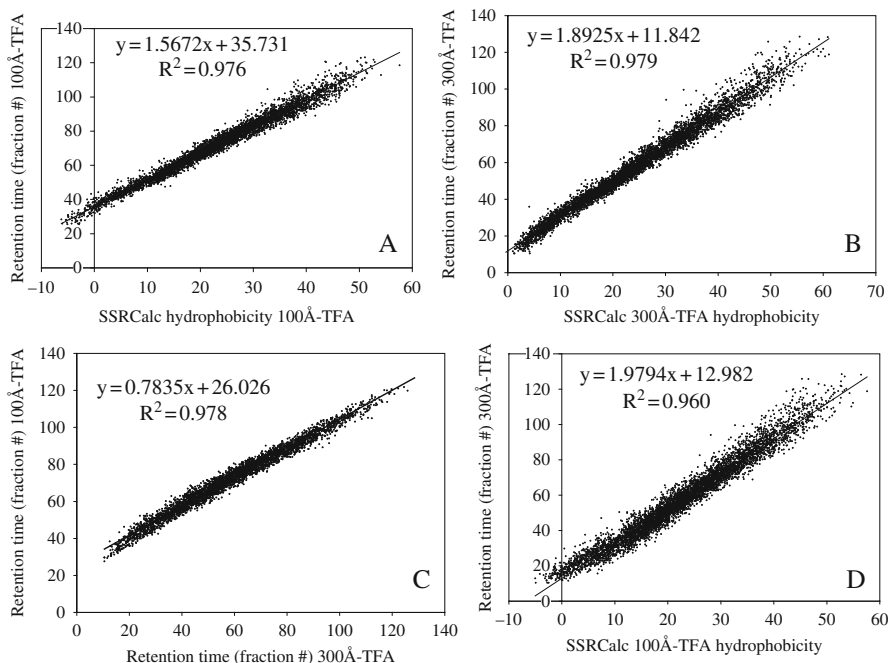 Retention time (fraction #) 100Å-TFA
140
120
100
80
60
40
20
0
y=1.5672x+35.731
R²=0.976
A
−10 0 10 20 30 40 50 60
SSRCalc hydrophobicity 100Å-TFA
Retention time (fraction #) 300Å-TFA
140
120
100
80
60
40
20
0
y=1.8925x+11.842
R²=0.979
B
0 10 20 30 40 50 60 70
SSRCalc 300Å-TFA hydrophobicity
Retention time (fraction #) 100Å-TFA
140
120
100
80
60
40
20
0
y=0.7835x+26.026
R²=0.978
C
0 20 40 60 80 100 120 140
Retention time (fraction #) 300Å-TFA
Retention time (fraction #) 300Å-TFA
140
120
100
80
60
40
20
0
y=1.9794x+12.982
R²=0.960
D
−10 0 10 20 30 40 50 60
SSRCalc 100Å-TFA hydrophobicity